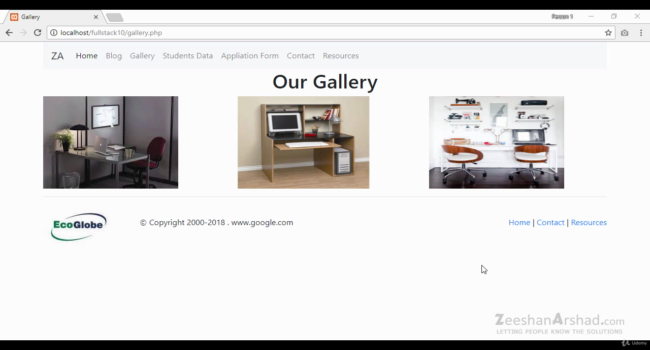 Gallery
Person 1
localhost/fullstack10/gallery.php
ZA Home Blog Gallery Students Data Appliation Form Contact Resources
Our Gallery
EcoGlobe © Copyright 2000-2018 . www.google.com Home | Contact | Resources
ZeeshanArshad.com
LETTING PEOPLE KNOW THE SOLUTIONS
Udemy